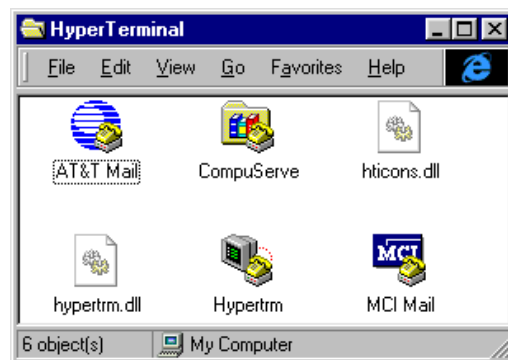 HyperTerminal
File Edit View Go Favorites Help
AT&T Mail CompuServe hticons.dll
MCI
hypertrm.dll Hypertrm MCI Mail
6 object(s) My Computer